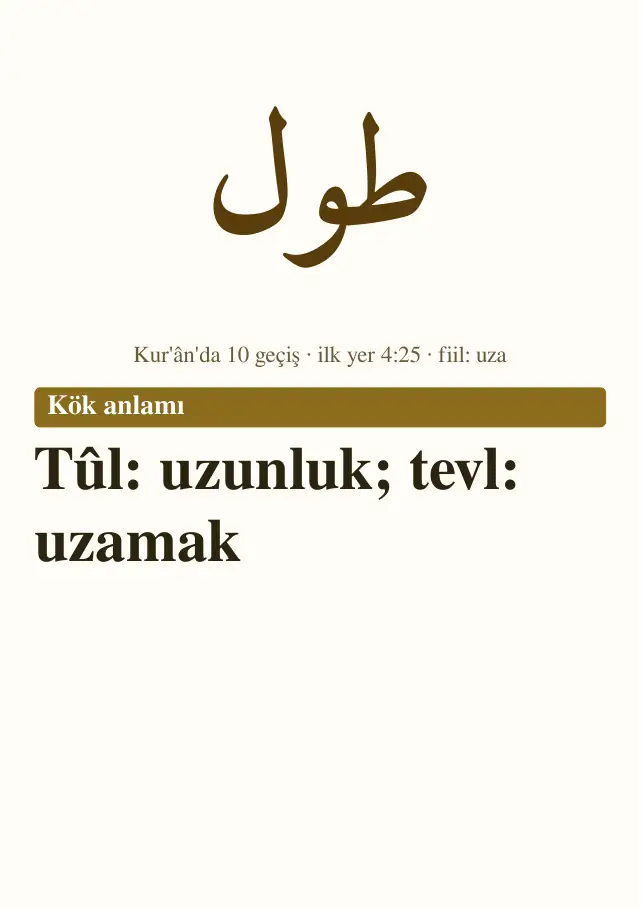 طول
Kur'ân'da 10 geçiş · ilk yer 4:25 · fiil: uza
Kök anlamı
Tûl: uzunluk; tevl:
uzamak